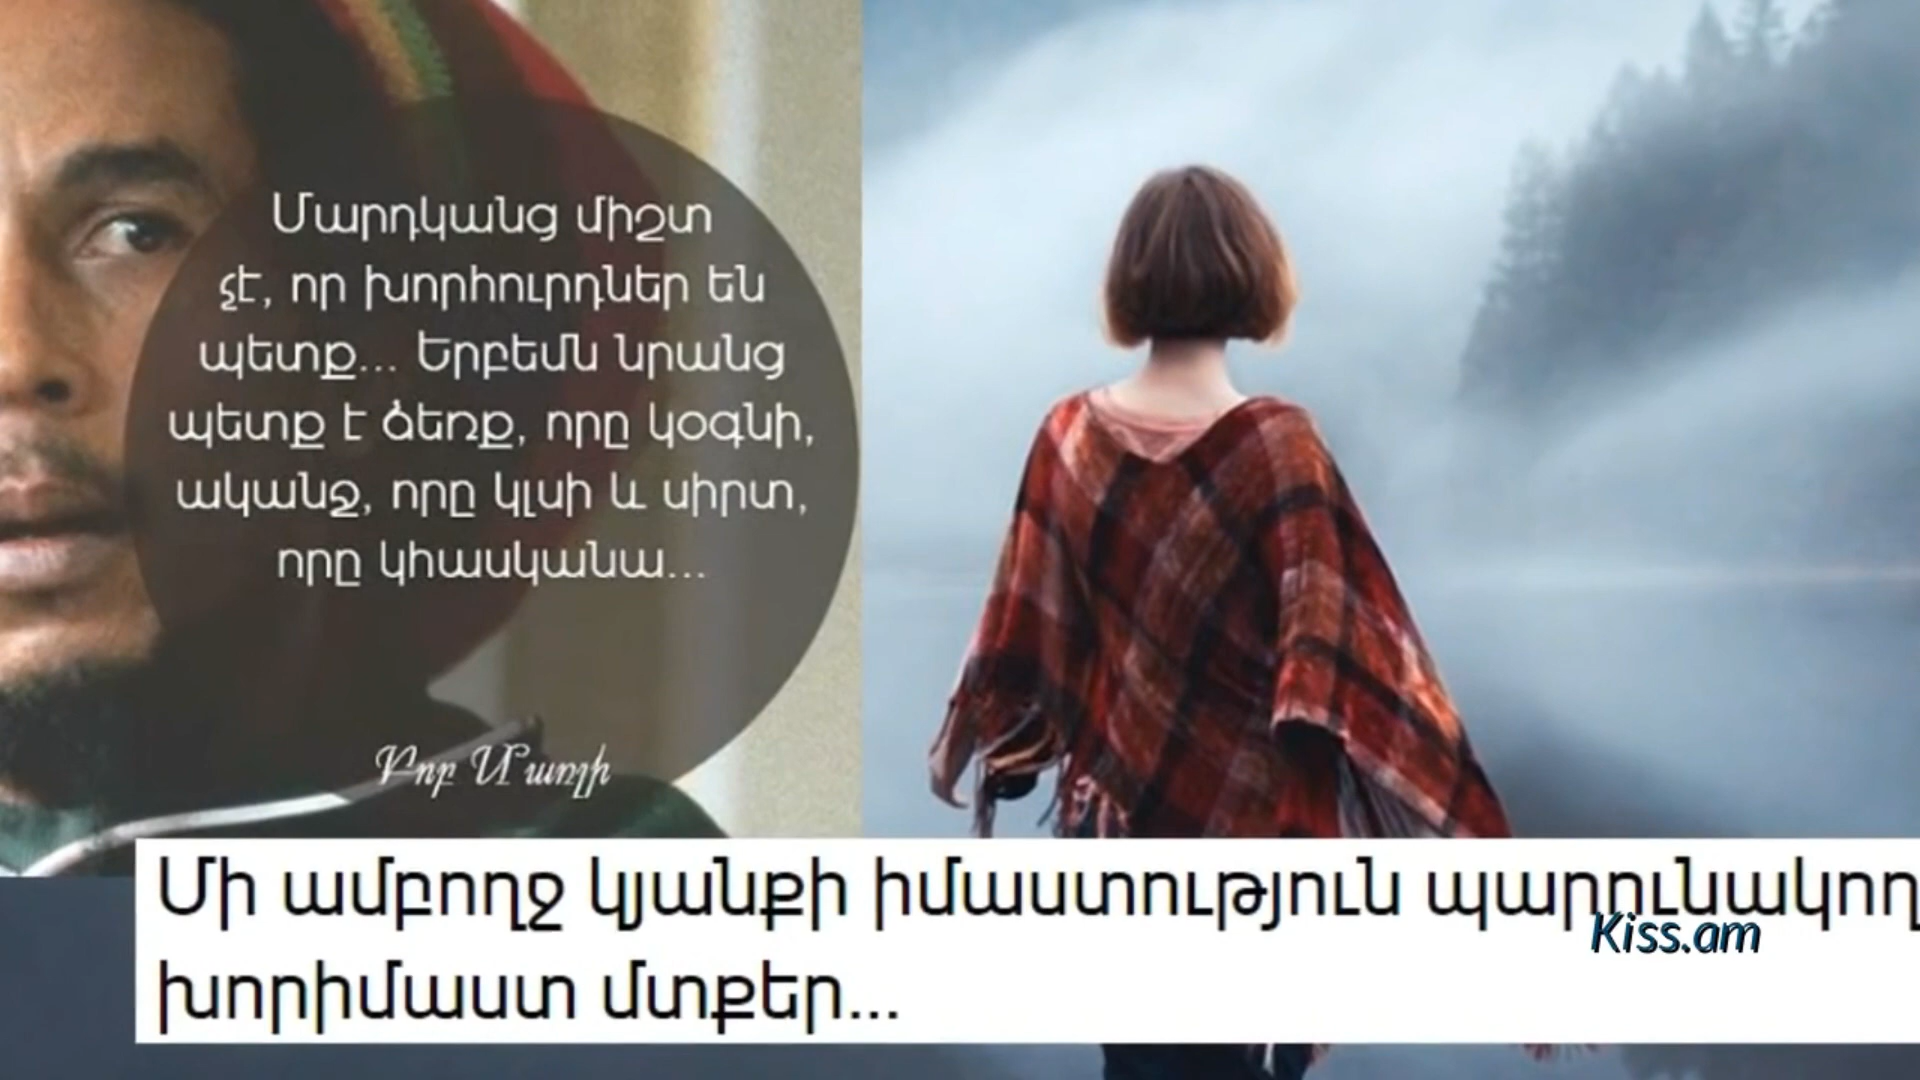 Մարդկանց միշտ
չէ, որ խորհուրդներ են
պետք... Երբեմն նրանց
պետք է ձեռք, որը կօգնի,
ականջ, որը կլսի և սիրտ,
որը կհասկանա...
Բոբ Մառլի
Մի ամբողջ կյանքի իմաստություն պարունակող
խորիմաստ մտքեր...
Kiss.am